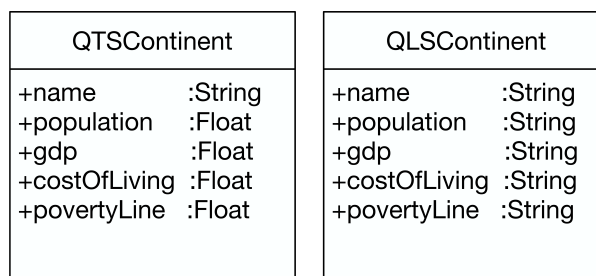 QTSContinent
+name :String
+population :Float
+gdp :Float
+costOfLiving :Float
+povertyLine :Float
QLSContinent
+name :String
+population :String
+gdp :String
+costOfLiving :String
+povertyLine :String